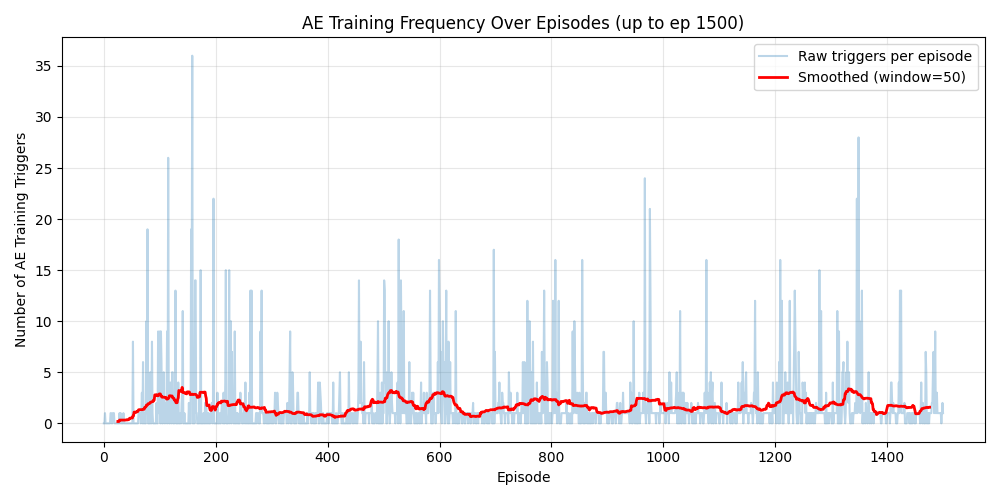 AE Training Frequency Over Episodes (up to ep 1500)
Raw triggers per episode
Smoothed (window=50)
Number of AE Training Triggers
35
30
25
20
15
10
5
0
0 200 400 600 800 1000 1200 1400
Episode